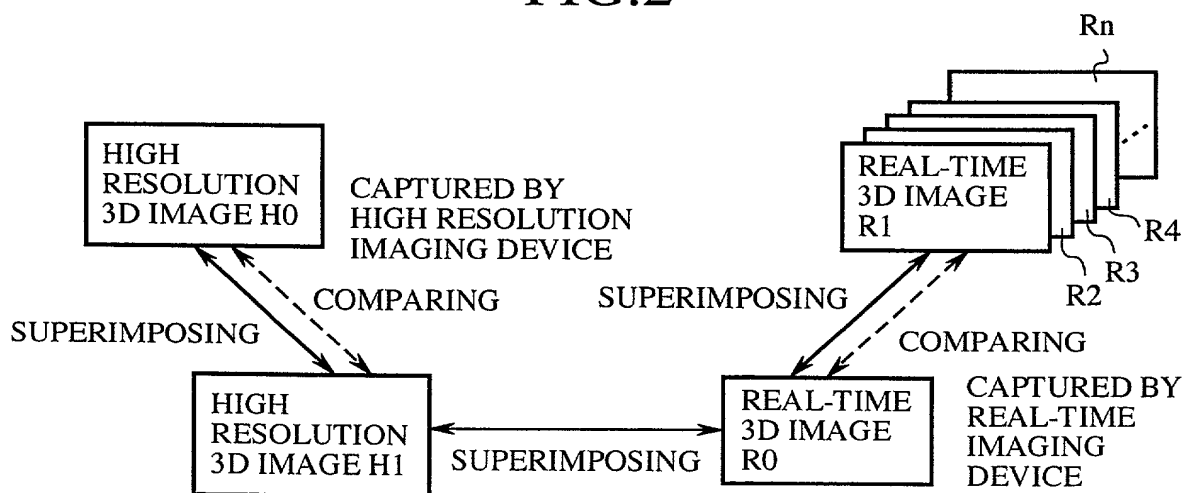 FIG.2
Rn
HIGH
RESOLUTION
3D IMAGE H0
CAPTURED BY
HIGH RESOLUTION
IMAGING DEVICE
REAL-TIME
3D IMAGE
R1
R4
R3
R2
COMPARING
SUPERIMPOSING
SUPERIMPOSING
COMPARING
HIGH
RESOLUTION
3D IMAGE H1
SUPERIMPOSING
REAL-TIME
3D IMAGE
R0
CAPTURED BY
REAL-TIME
IMAGING
DEVICE